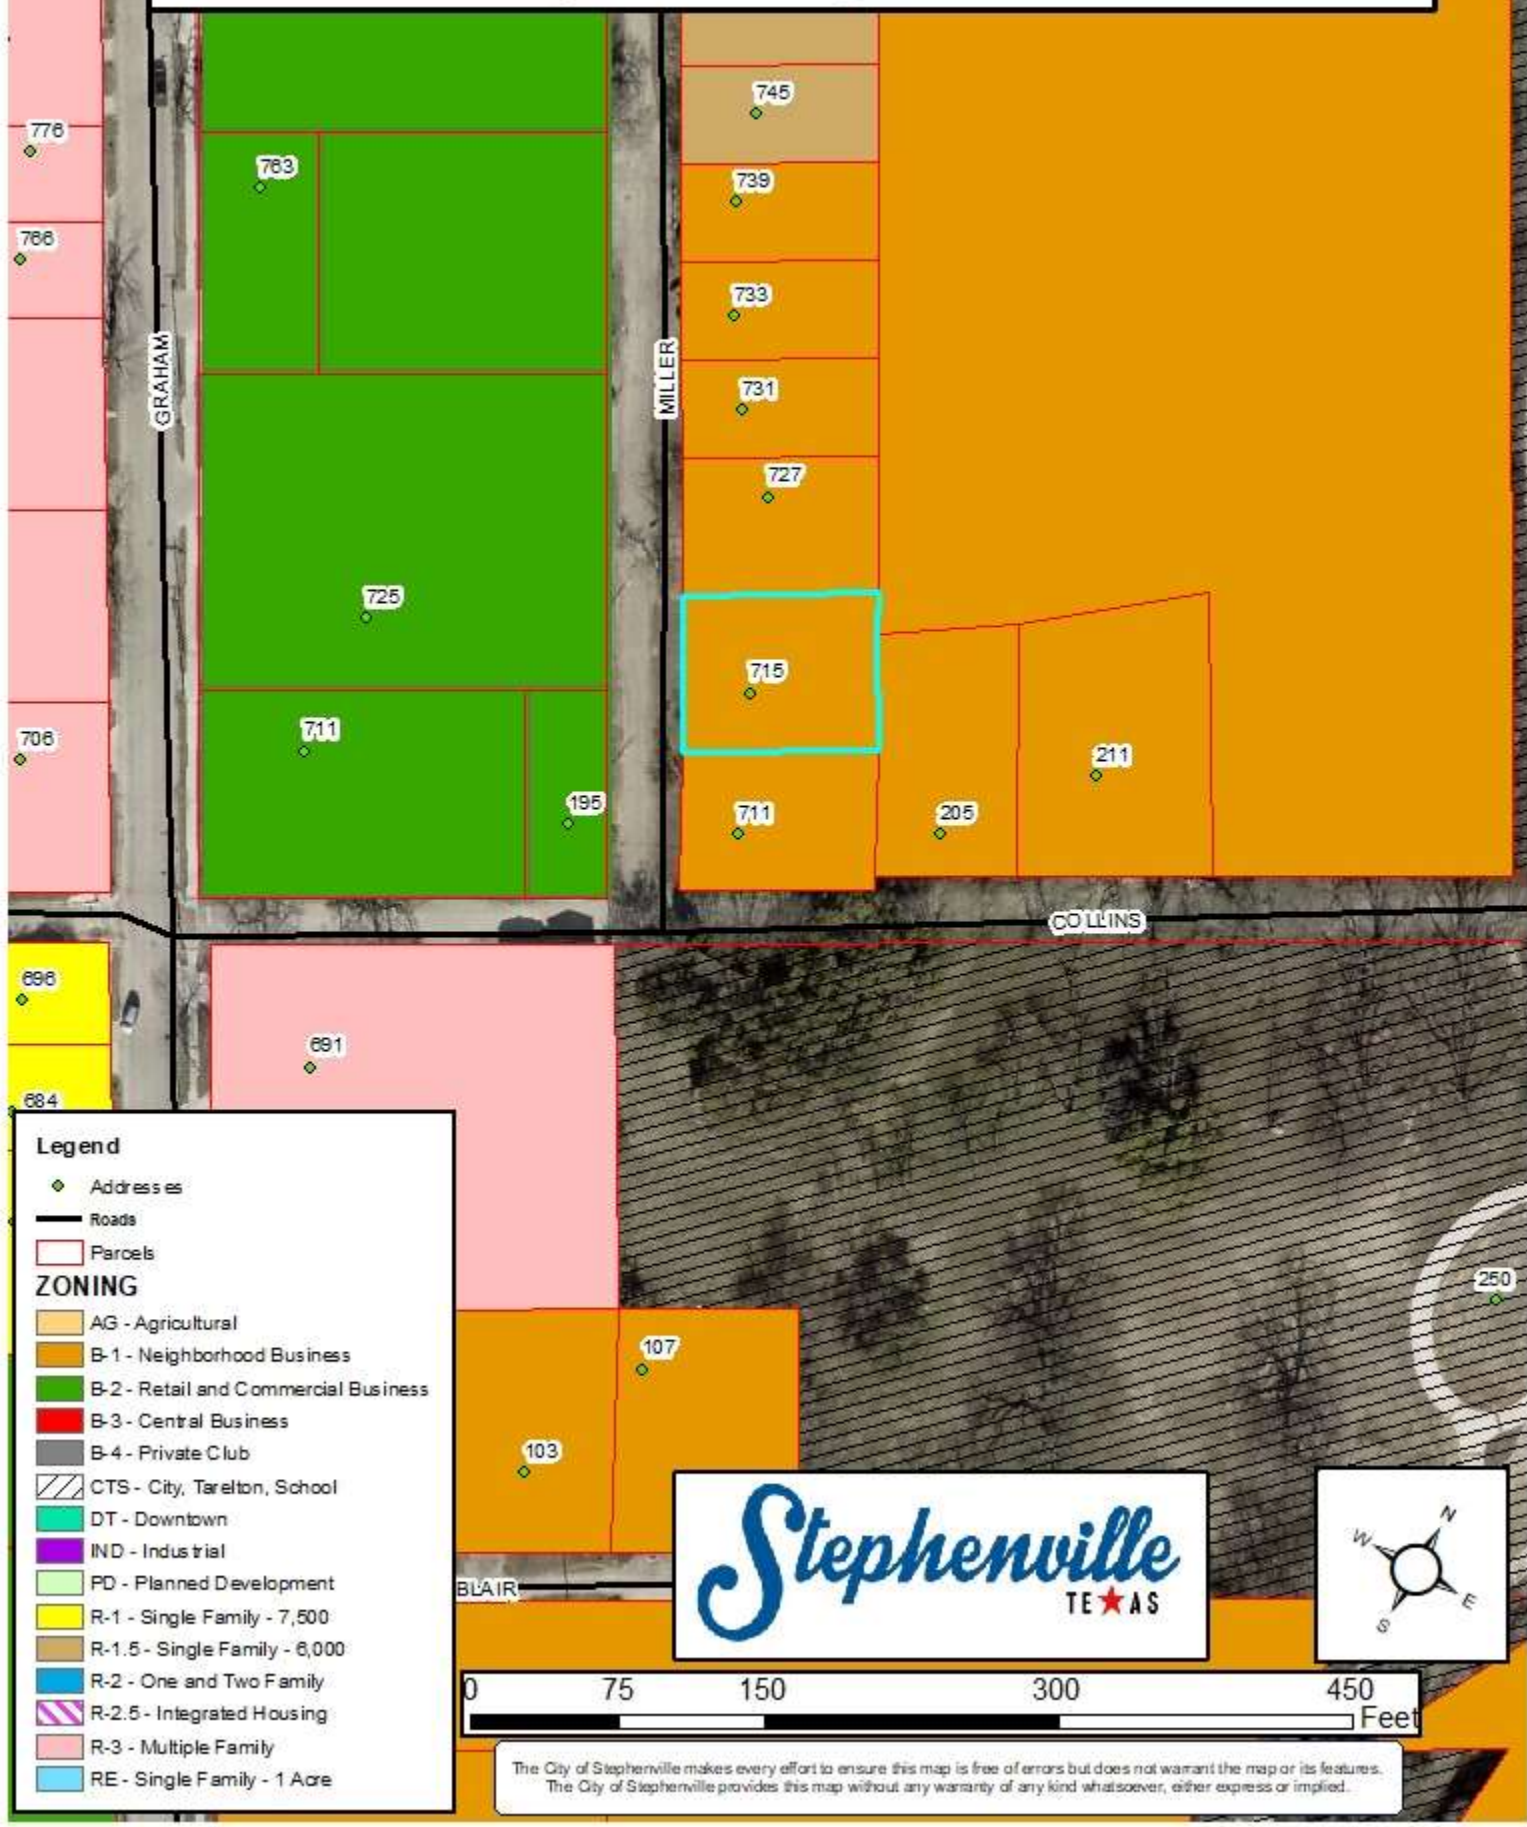 745
776
763
739
766
733
GRAHAM
MILLER
731
727
725
715
711
706
211
195
711
205
COLLINS
696
691
684
250
107
103
BLAIR
Legend
Addresses
Roads
Parcels
ZONING
AG - Agricultural
B-1 - Neighborhood Business
B-2 - Retail and Commercial Business
B-3 - Central Business
B-4 - Private Club
CTS - City, Tarelton, School
DT - Downtown
IND - Industrial
PD - Planned Development
R-1 - Single Family - 7,500
R-1.5 - Single Family - 6,000
R-2 - One and Two Family
R-2.5 - Integrated Housing
R-3 - Multiple Family
RE - Single Family - 1 Acre
Stephenville
TEXAS
N
W
E
S
0 75 150 300 450
Feet
The City of Stephenville makes every effort to ensure this map is free of errors but does not warrant the map or its features.
The City of Stephenville provides this map without any warranty of any kind whatsoever, either express or implied.